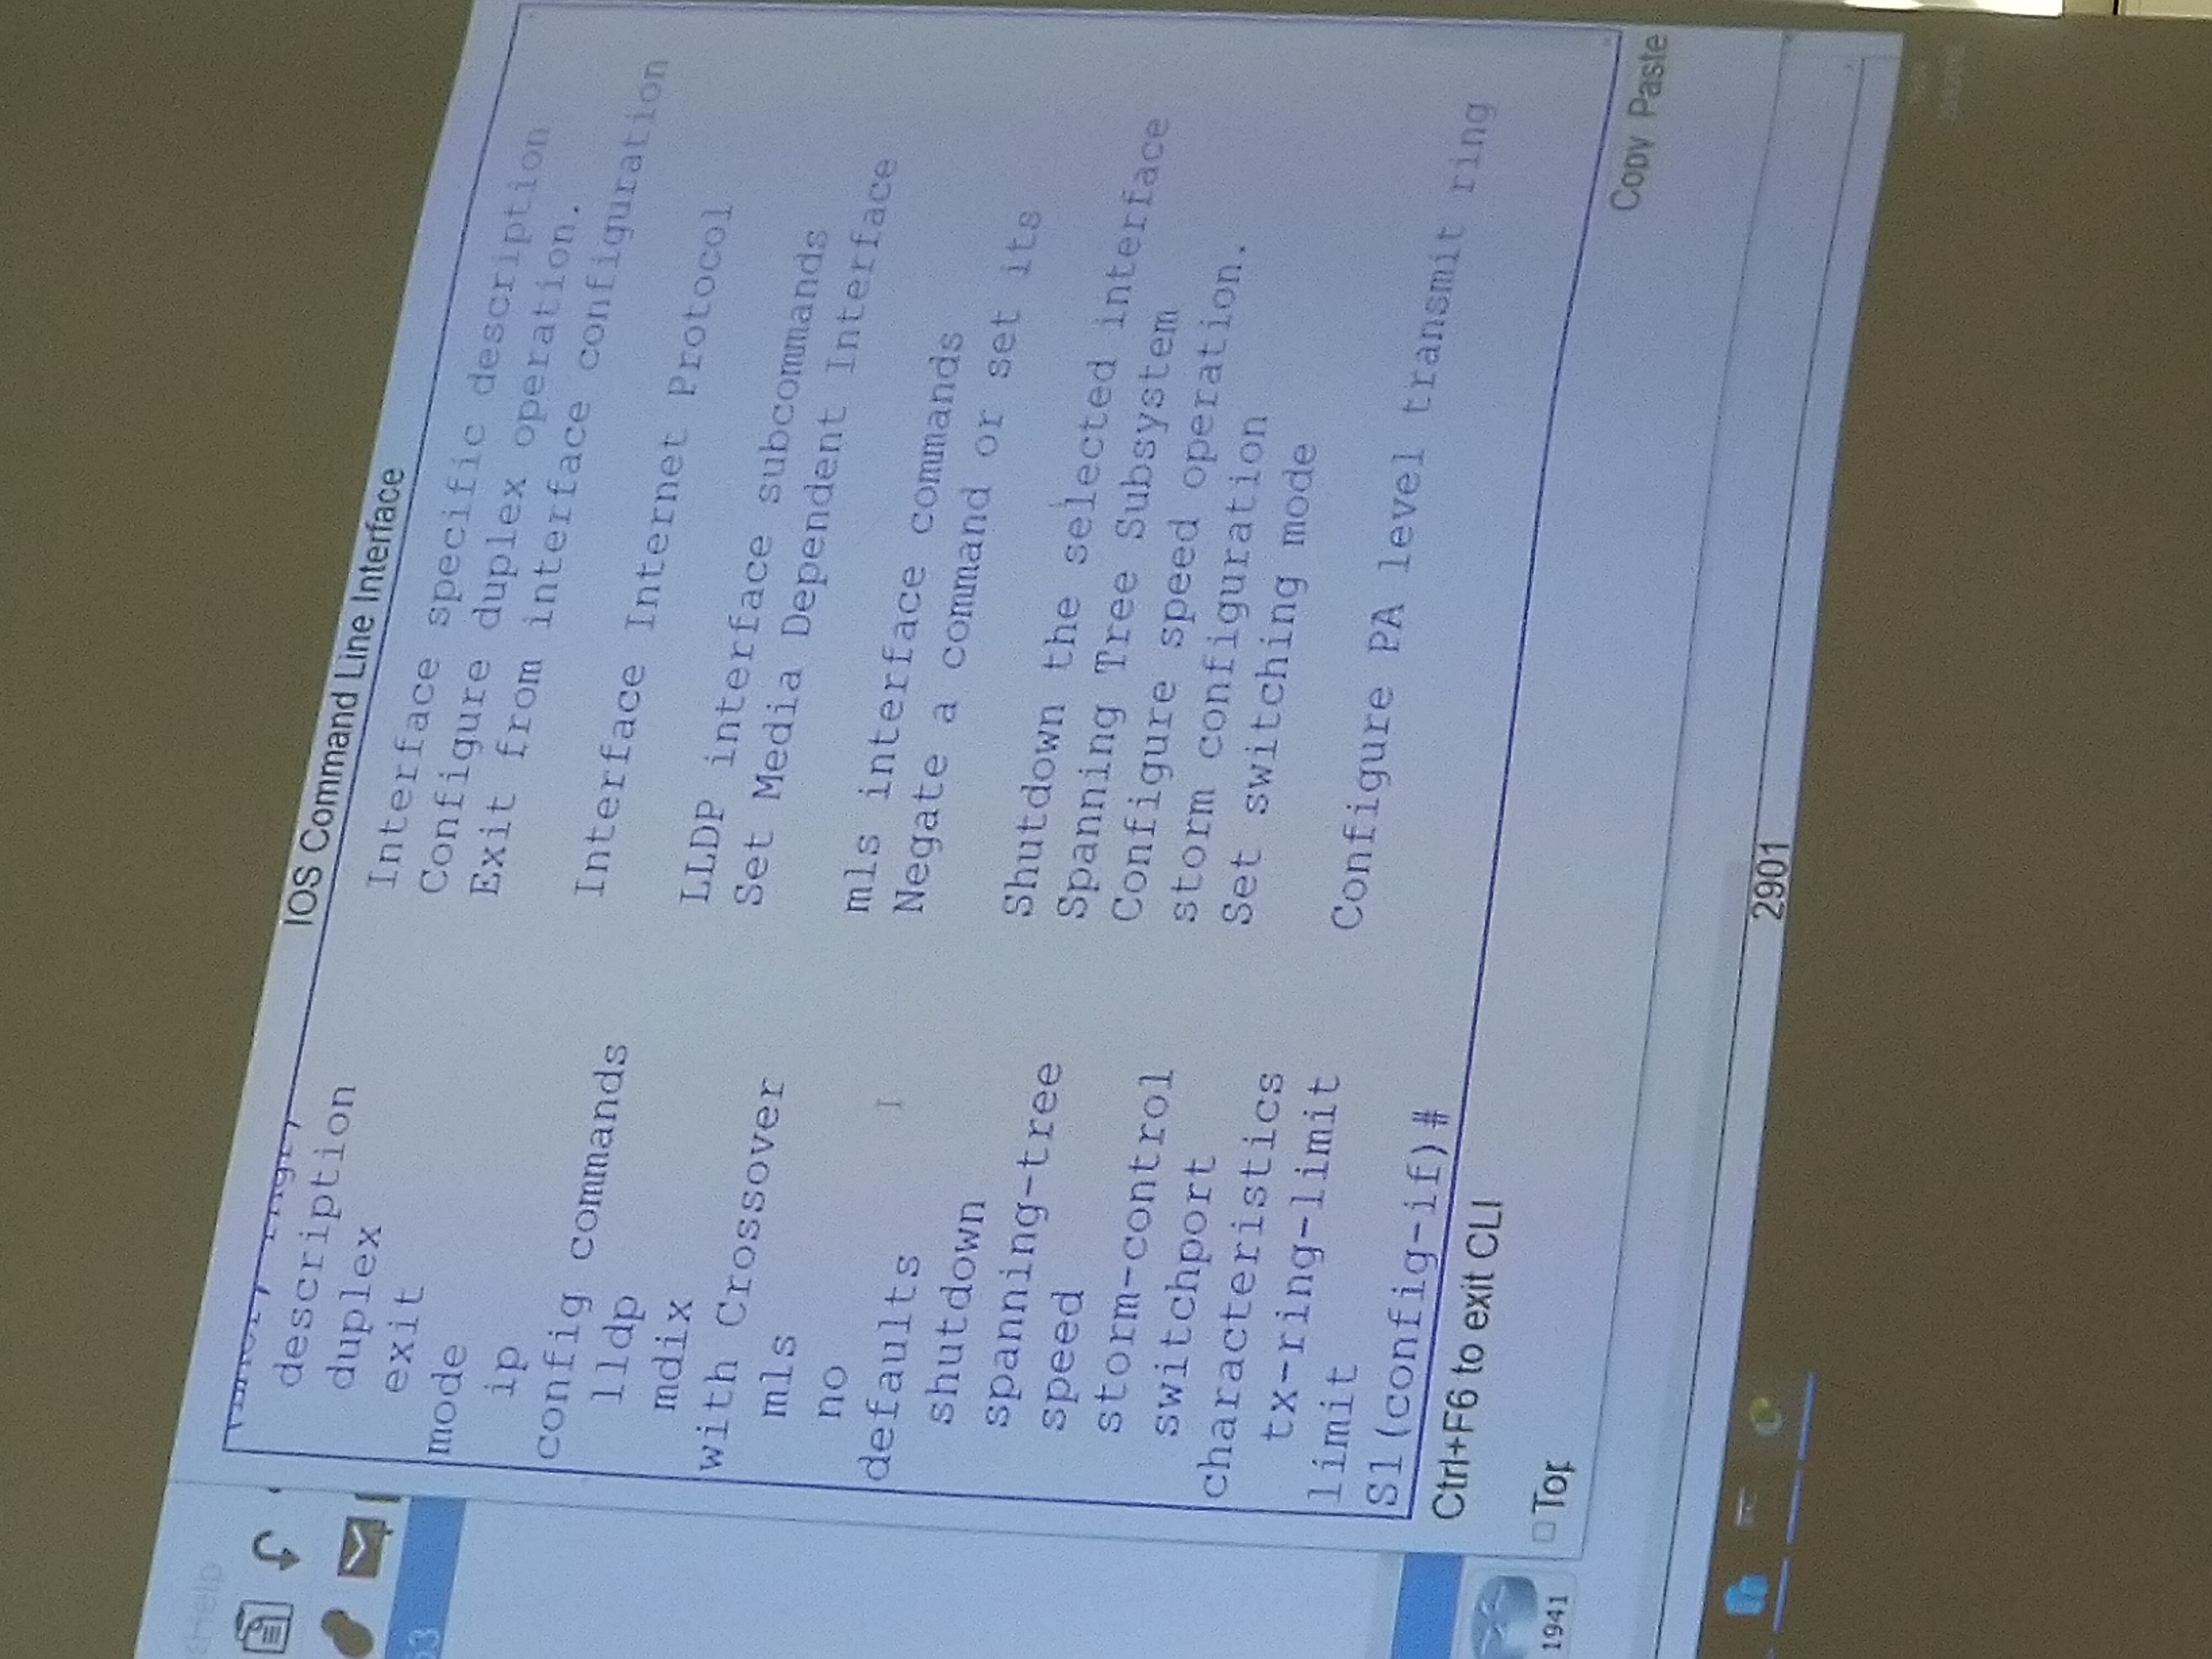 Help
IOS Command Line Interface
description Interface specific description
duplex Configure duplex operation.
exit Exit from interface configuration
mode
ip Interface Internet Protocol
config commands
lldp LLDP interface subcommands
mdix Set Media Dependent Interface
with Crossover
mls mls interface commands
no Negate a command or set its
defaults
shutdown Shutdown the selected interface
spanning-tree Spanning Tree Subsystem
speed Configure speed operation.
storm-control storm configuration
switchport Set switching mode
characteristics
tx-ring-limit Configure PA level transmit ring
limit
S1(config-if)#
Ctrl+F6 to exit CLI
Copy Paste
Top
1941
2901